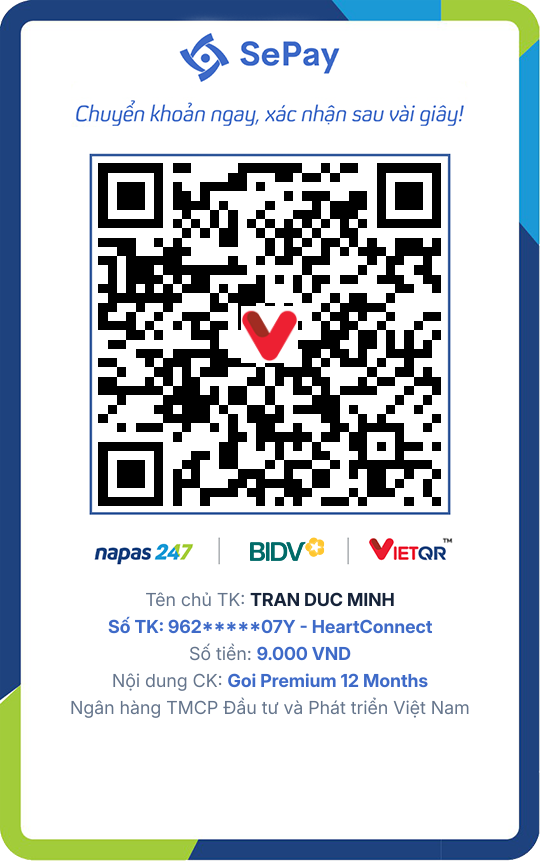 SePay
Chuyển khoản ngay, xác nhận sau vài giây!
napas 247 | BIDV | VIETQR™
Tên chủ TK: TRAN DUC MINH
Số TK: 962*****07Y - HeartConnect
Số tiền: 9.000 VND
Nội dung CK: Goi Premium 12 Months
Ngân hàng TMCP Đầu tư và Phát triển Việt Nam